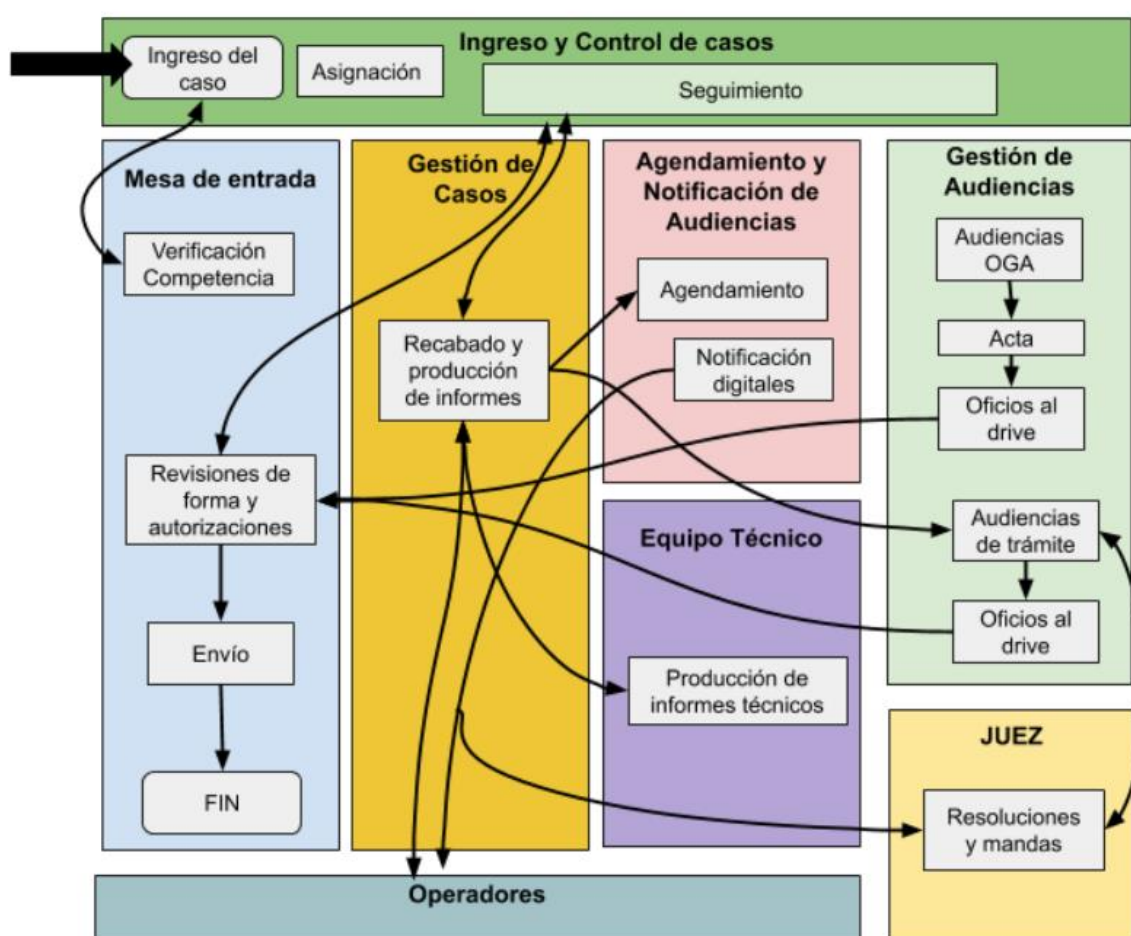 Ingreso y Control de casos
Ingreso del
caso
Asignación
Seguimiento
Mesa de entrada
Verificación
Competencia
Revisiones de
forma y
autorizaciones
Envío
FIN
Gestión de
Casos
Recabado y
producción
de informes
Agendamiento y
Notificación de
Audiencias
Agendamiento
Notificación
digitales
Equipo Técnico
Producción de
informes técnicos
Gestión de
Audiencias
Audiencias
OGA
Acta
Oficios al
drive
Audiencias
de trámite
Oficios al
drive
JUEZ
Resoluciones
y mandas
Operadores